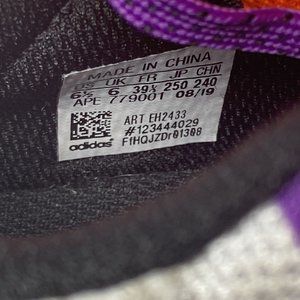 MADE IN CHINA
US UK FR JP CHN
6½ 6 39⅓ 250 240
APE 779001 08/19
ART EH2433
#123444029
adidas F1HQJZDr01308